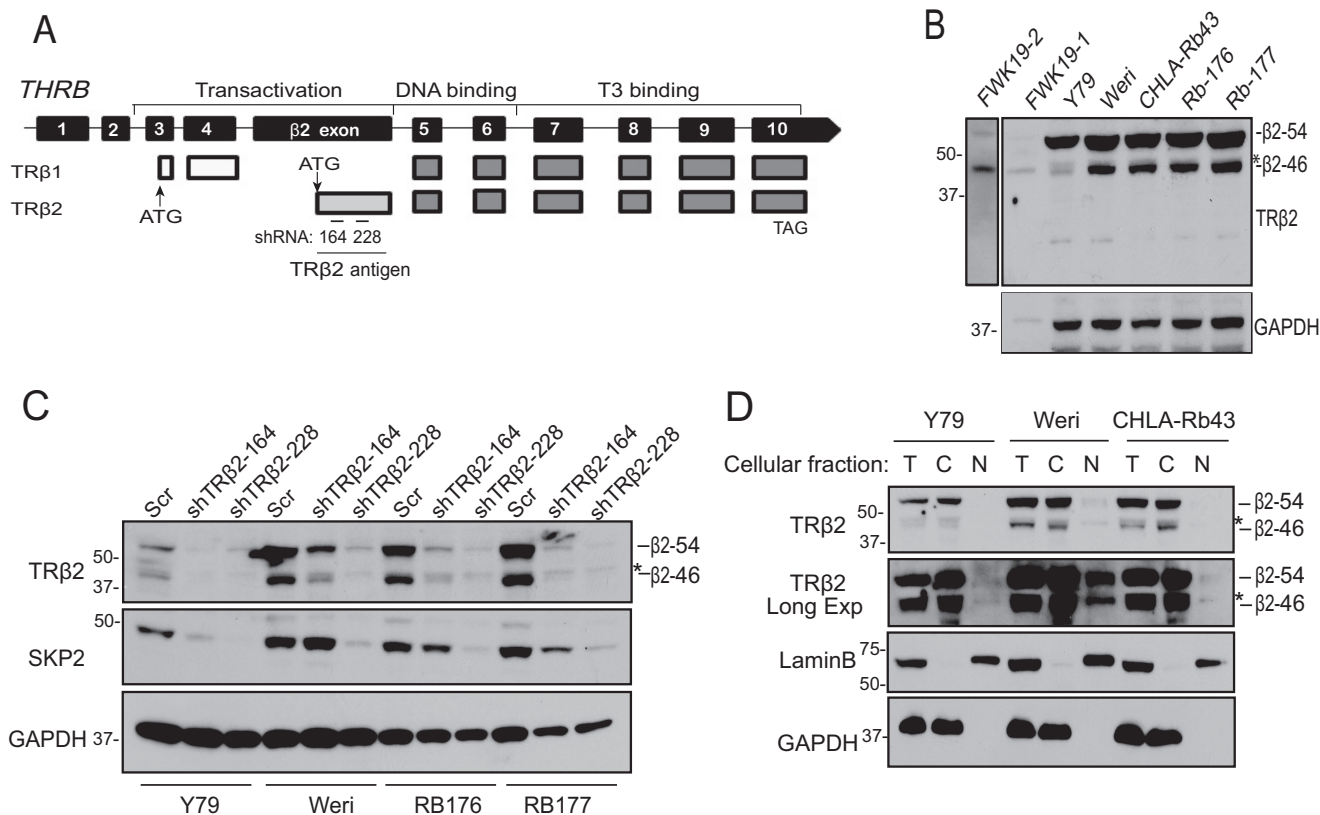 A
THRB
Transactivation DNA binding T3 binding
1 2 3 4 β2 exon 5 6 7 8 9 10
TRβ1
ATG
ATG
TRβ2
TAG
shRNA: 164 228
TRβ2 antigen
B
FWK19-2 FWK19-1 Y79 Weri CHLA-Rb43 Rb-176 Rb-177
-β2-54
50-
*
-β2-46
37-
TRβ2
37-
GAPDH
C
Scr shTRβ2-164 shTRβ2-228 Scr shTRβ2-164 shTRβ2-228 Scr shTRβ2-164 shTRβ2-228 Scr shTRβ2-164 shTRβ2-228
–β2-54
50-
TRβ2
*
–β2-46
37-
50-
SKP2
GAPDH 37-
Y79 Weri RB176 RB177
D
Y79 Weri CHLA-Rb43
Cellular fraction: T C N T C N T C N
–β2-54
TRβ2 50-
*
–β2-46
37-
TRβ2
Long Exp
–β2-54
*
–β2-46
LaminB 75-
50-
GAPDH 37-